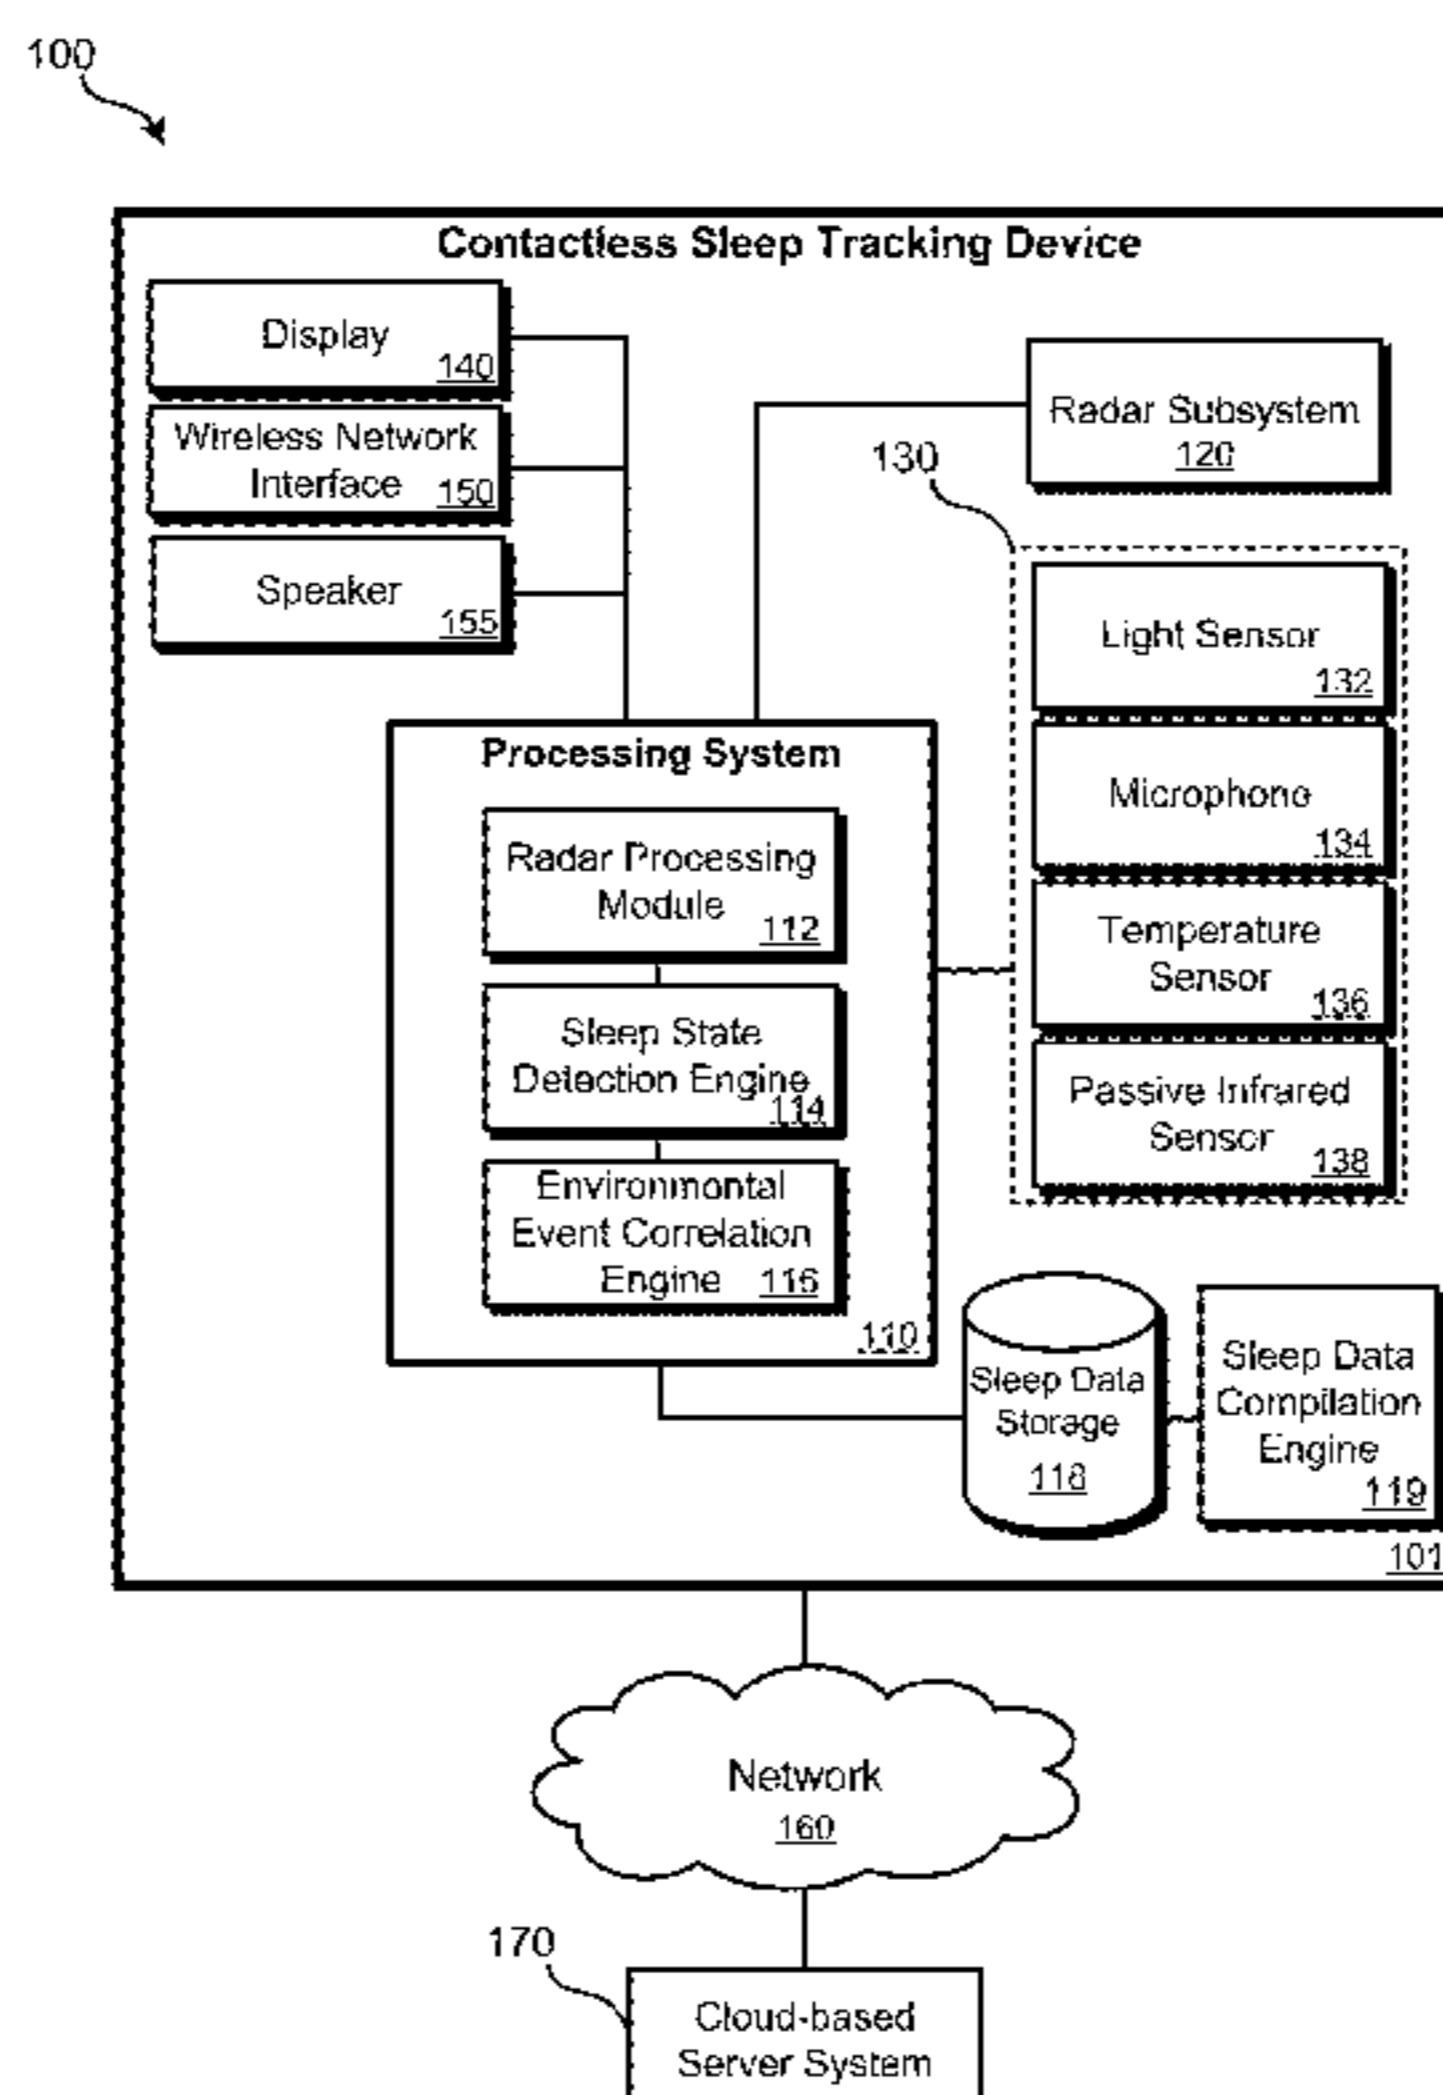 100
Contactless Sleep Tracking Device
Display
140
Wireless Network
Interface 150
Speaker
155
Radar Subsystem
120
130
Light Sensor
132
Microphone
134
Temperature
Sensor
136
Passive Infrared
Sensor
138
Processing System
Radar Processing
Module 112
Sleep State
Detection Engine
114
Environmental
Event Correlation
Engine 116
110
Sleep Data
Storage
118
Sleep Data
Compilation
Engine
119
101
Network
160
170
Cloud-based
Server System